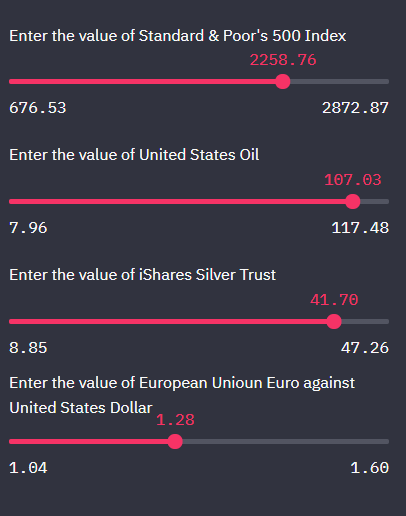 Enter the value of Standard & Poor's 500 Index
2258.76
676.53 2872.87
Enter the value of United States Oil
107.03
7.96 117.48
Enter the value of iShares Silver Trust
41.70
8.85 47.26
Enter the value of European Unioun Euro against
United States Dollar
1.28
1.04 1.60